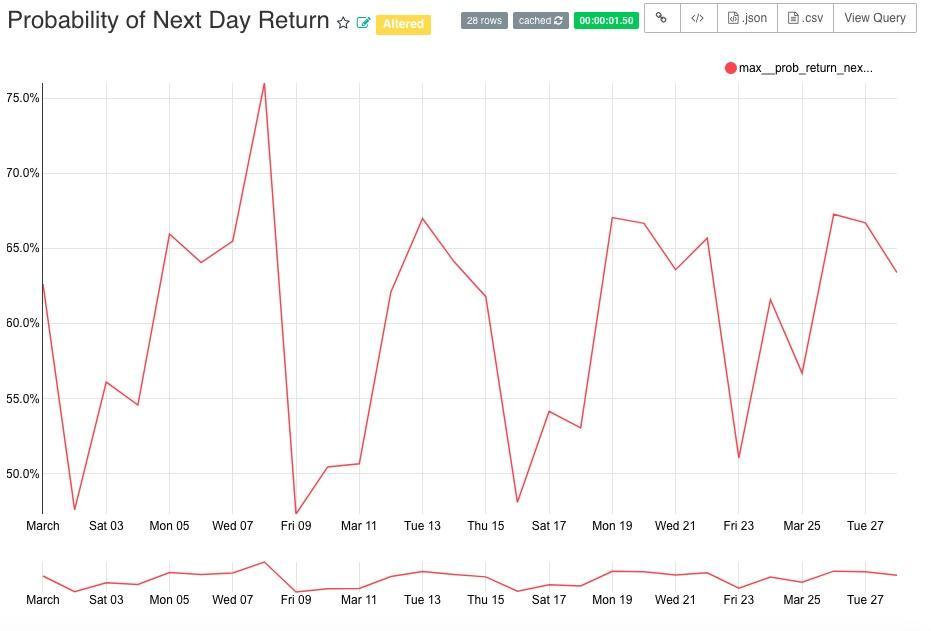 Probability of Next Day Return Altered 28 rows cached 00:00:01.50 </> .json .csv View Query
max__prob_return_nex...
75.0%
70.0%
65.0%
60.0%
55.0%
50.0%
March Sat 03 Mon 05 Wed 07 Fri 09 Mar 11 Tue 13 Thu 15 Sat 17 Mon 19 Wed 21 Fri 23 Mar 25 Tue 27
March Sat 03 Mon 05 Wed 07 Fri 09 Mar 11 Tue 13 Thu 15 Sat 17 Mon 19 Wed 21 Fri 23 Mar 25 Tue 27